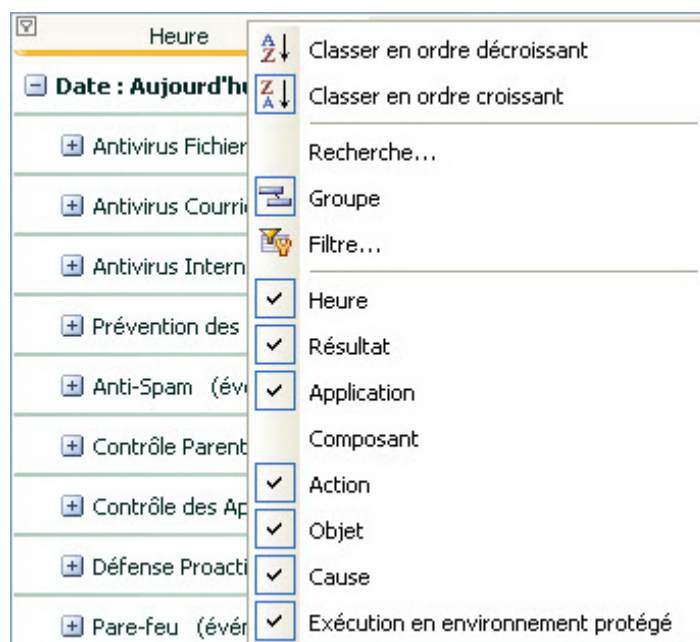 Heure
Date : Aujourd'hu
Antivirus Fichier
Antivirus Courri
Antivirus Intern
Prévention des
Anti-Spam (évé
Contrôle Parent
Contrôle des Ap
Défense Proacti
Pare-feu (évér
Classer en ordre décroissant
Classer en ordre croissant
Recherche...
Groupe
Filtre...
Heure
Résultat
Application
Composant
Action
Objet
Cause
Exécution en environnement protégé